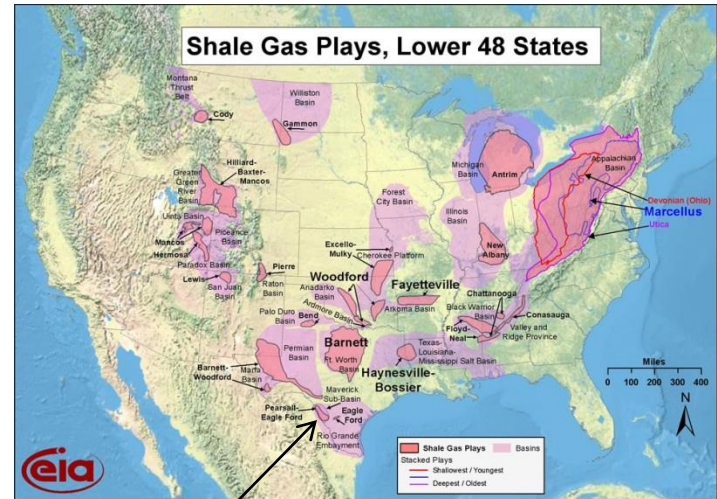 Shale Gas Plays, Lower 48 States
Montana
Thrust
Belt
Cody
Williston
Basin
Gammon
Hilliard-
Baxter-
Mancos
Greater
Green
River
Basin
Uinta Basin
Piceance
Basin
Mancos
Hermosa
Paradox Basin
Lewis
San Juan
Basin
Pierre
Raton
Basin
Michigan
Basin
Antrim
Appalachian
Basin
Devonian (Ohio)
Marcellus
Utica
Forest
City Basin
Illinois
Basin
New
Albany
Excello-
Mulky
Cherokee Platform
Woodford
Anadarko
Basin
Ardmore Basin
Arkoma Basin
Fayetteville
Chattanooga
Black Warrior
Basin
Conasauga
Floyd-
Neal
Valley and
Ridge Province
Palo Duro
Basin
Bend
Barnett
Ft. Worth
Basin
Permian
Basin
Barnett-
Woodford
Marfa
Basin
Texas-
Louisiana-
Mississippi Salt Basin
Haynesville-
Bossier
Maverick
Sub-Basin
Pearsall-
Eagle Ford
Eagle
Ford
Rio Grande
Embayment
Miles
0 100 200 300 400
N
Shale Gas Plays
Basins
Stacked Plays
Shallowest / Youngest
Deepest / Oldest
eia